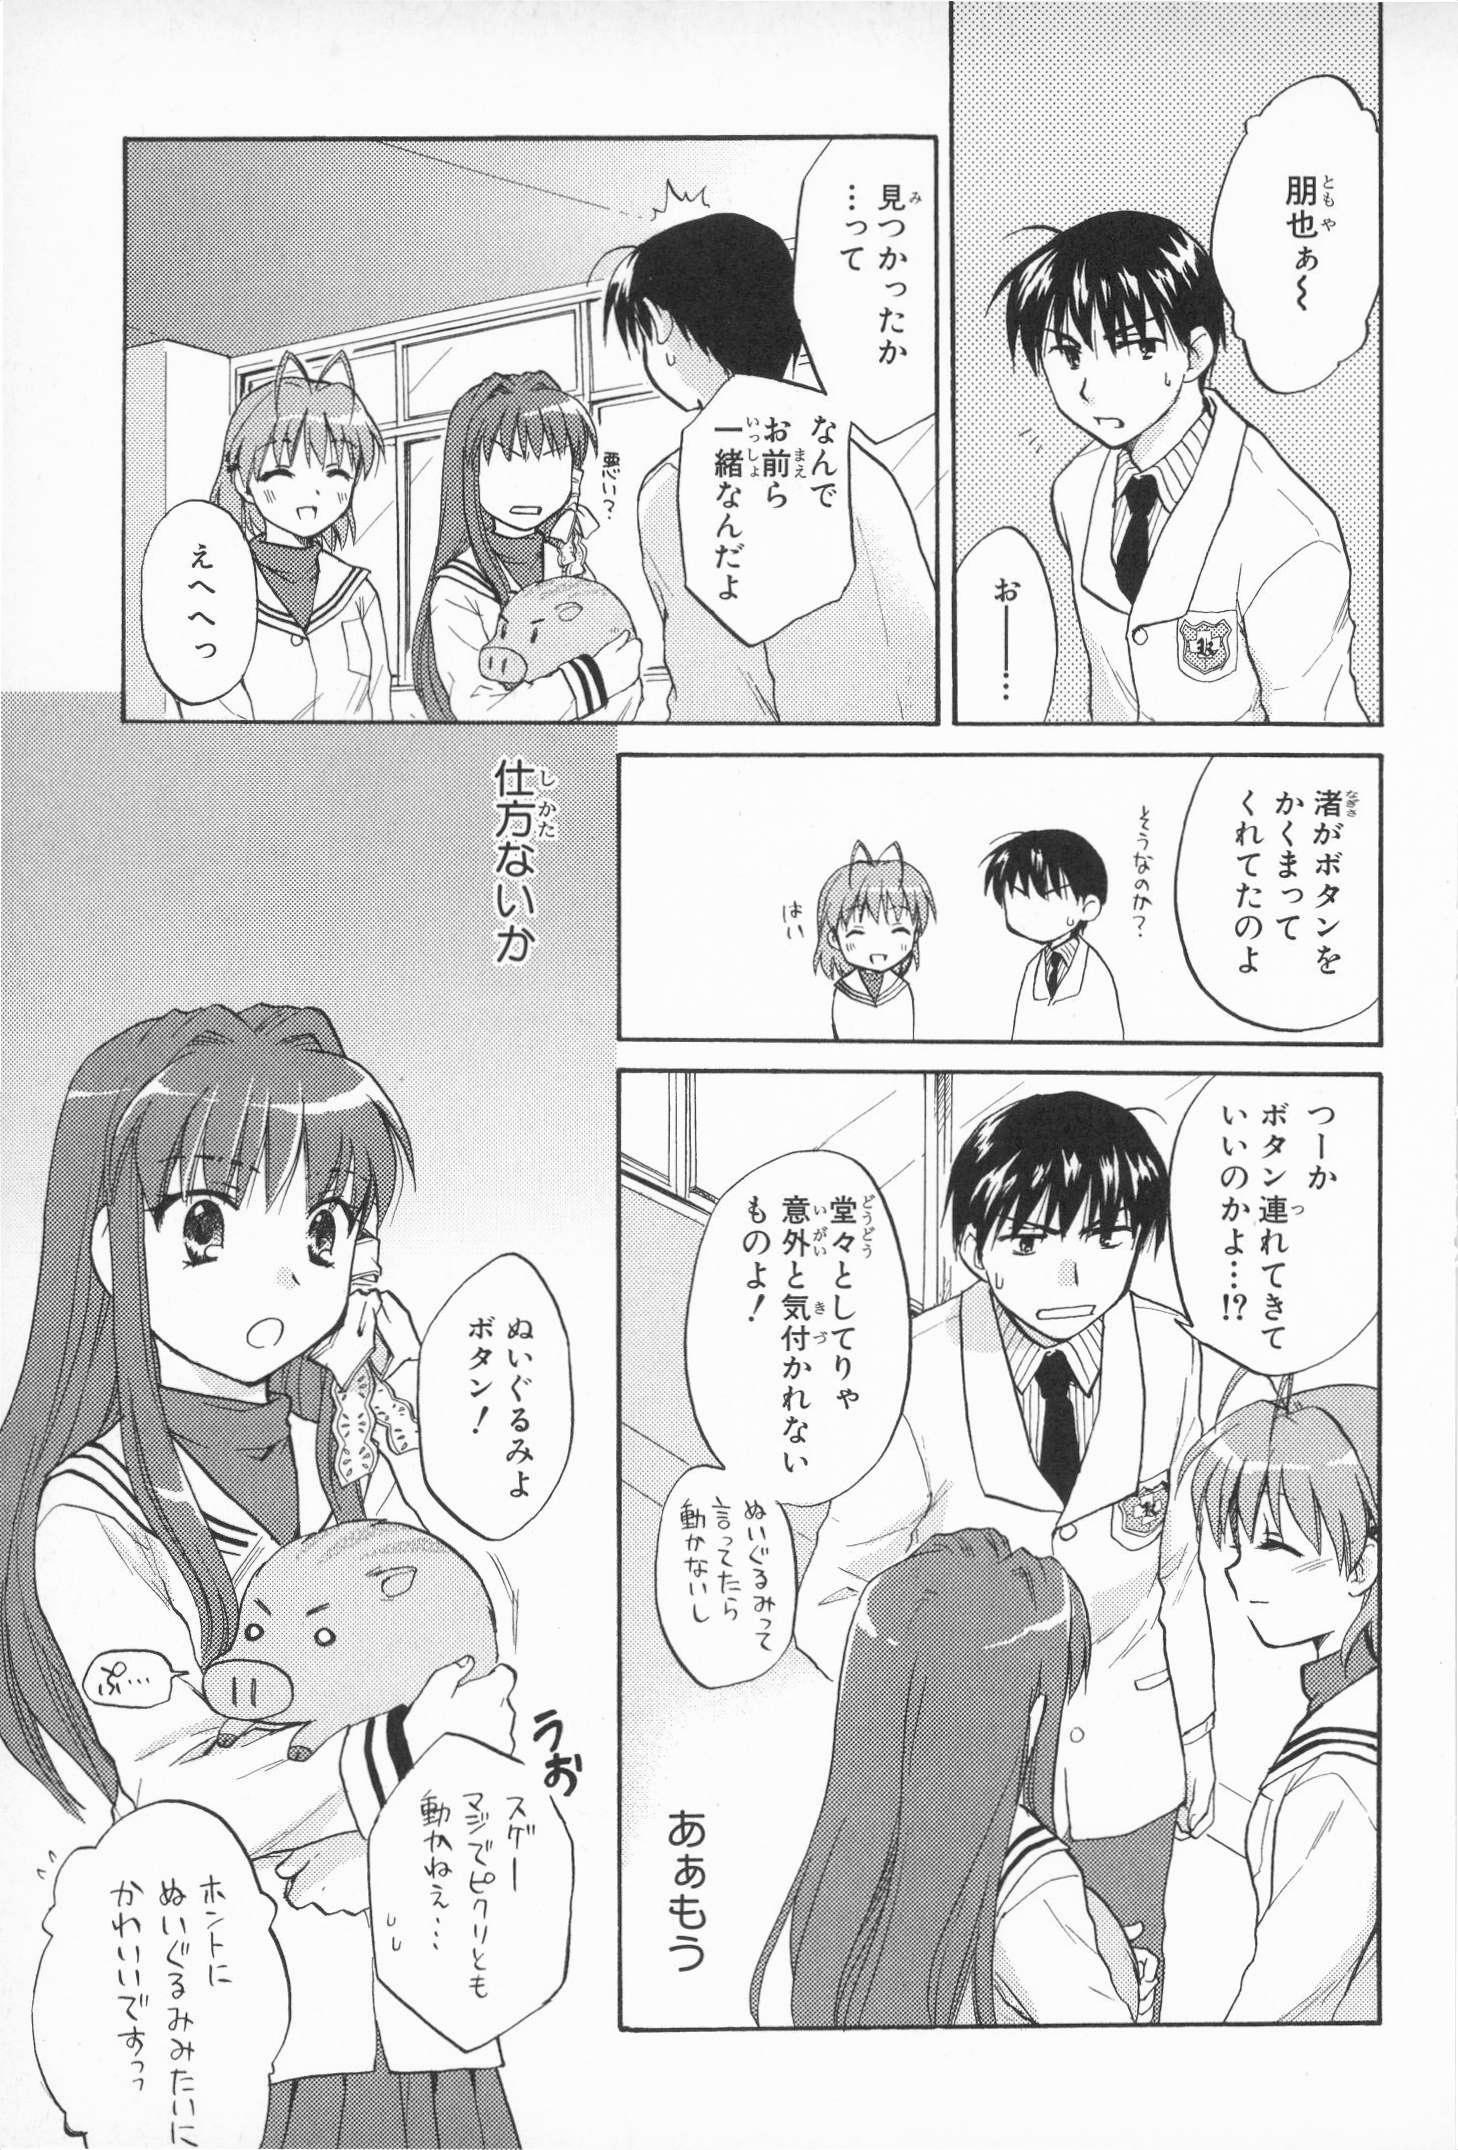 朋也ぁ〜
おー…
見つかったか
…って
なんで
お前ら
一緒なんだよ
悪い?
えへへっ
渚がボタンを
かくまって
くれてたのよ
そうなのか?
はい
つーか
ボタン連れてきて
いいのかよ…!?
堂々としてりゃ
意外と気付かれない
ものよ!
ぬいぐるみって
言ってたら
動かないし
あぁもう
仕方ないか
ぬいぐるみよ
ボタン!
ぷ…
うお
スゲー
マジでピクリとも
動かねぇ…
ホントに
ぬいぐるみみたいに
かわいいですっっ